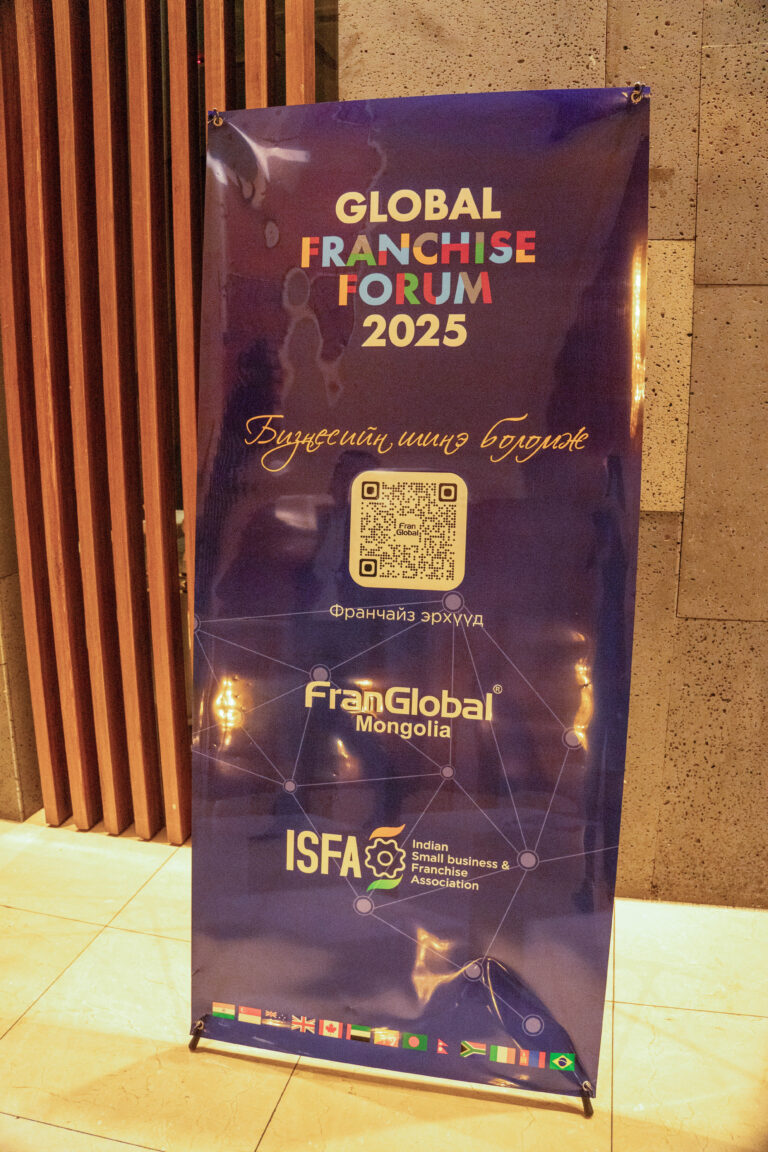 GLOBAL
FRANCHISE
FORUM
2025
Бизнесийн шинэ боломж
Fran
Global
Франчайз эрхүүд
FranGlobal®
Mongolia
ISFA
Indian
Small business &
Franchise
Association